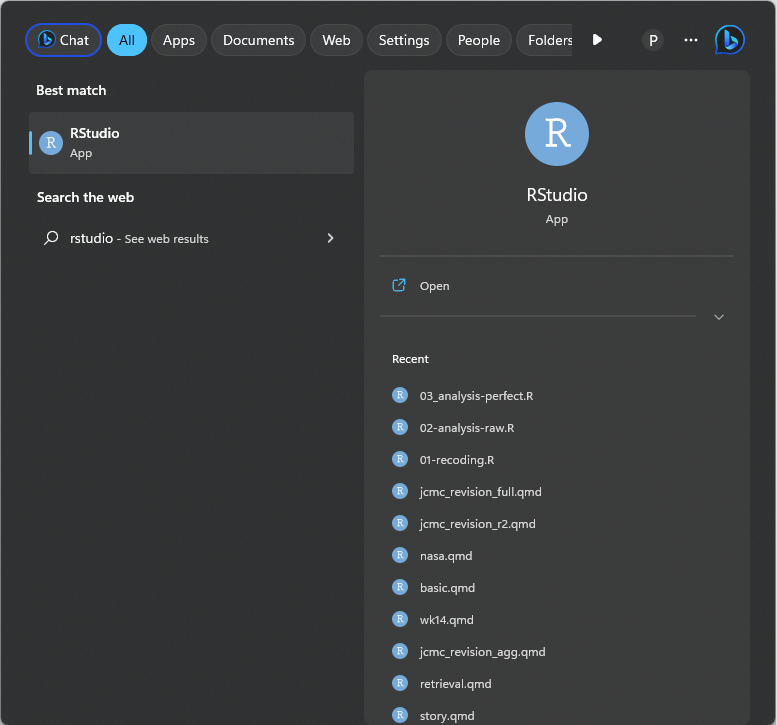 Chat All Apps Documents Web Settings People Folders P
Best match
R RStudio
App
Search the web
rstudio - See web results
R
RStudio
App
Open
Recent
R 03_analysis-perfect.R
R 02-analysis-raw.R
R 01-recoding.R
R jcmc_revision_full.qmd
R jcmc_revision_r2.qmd
R nasa.qmd
R basic.qmd
R wk14.qmd
R jcmc_revision_agg.qmd
R retrieval.qmd
R story.qmd